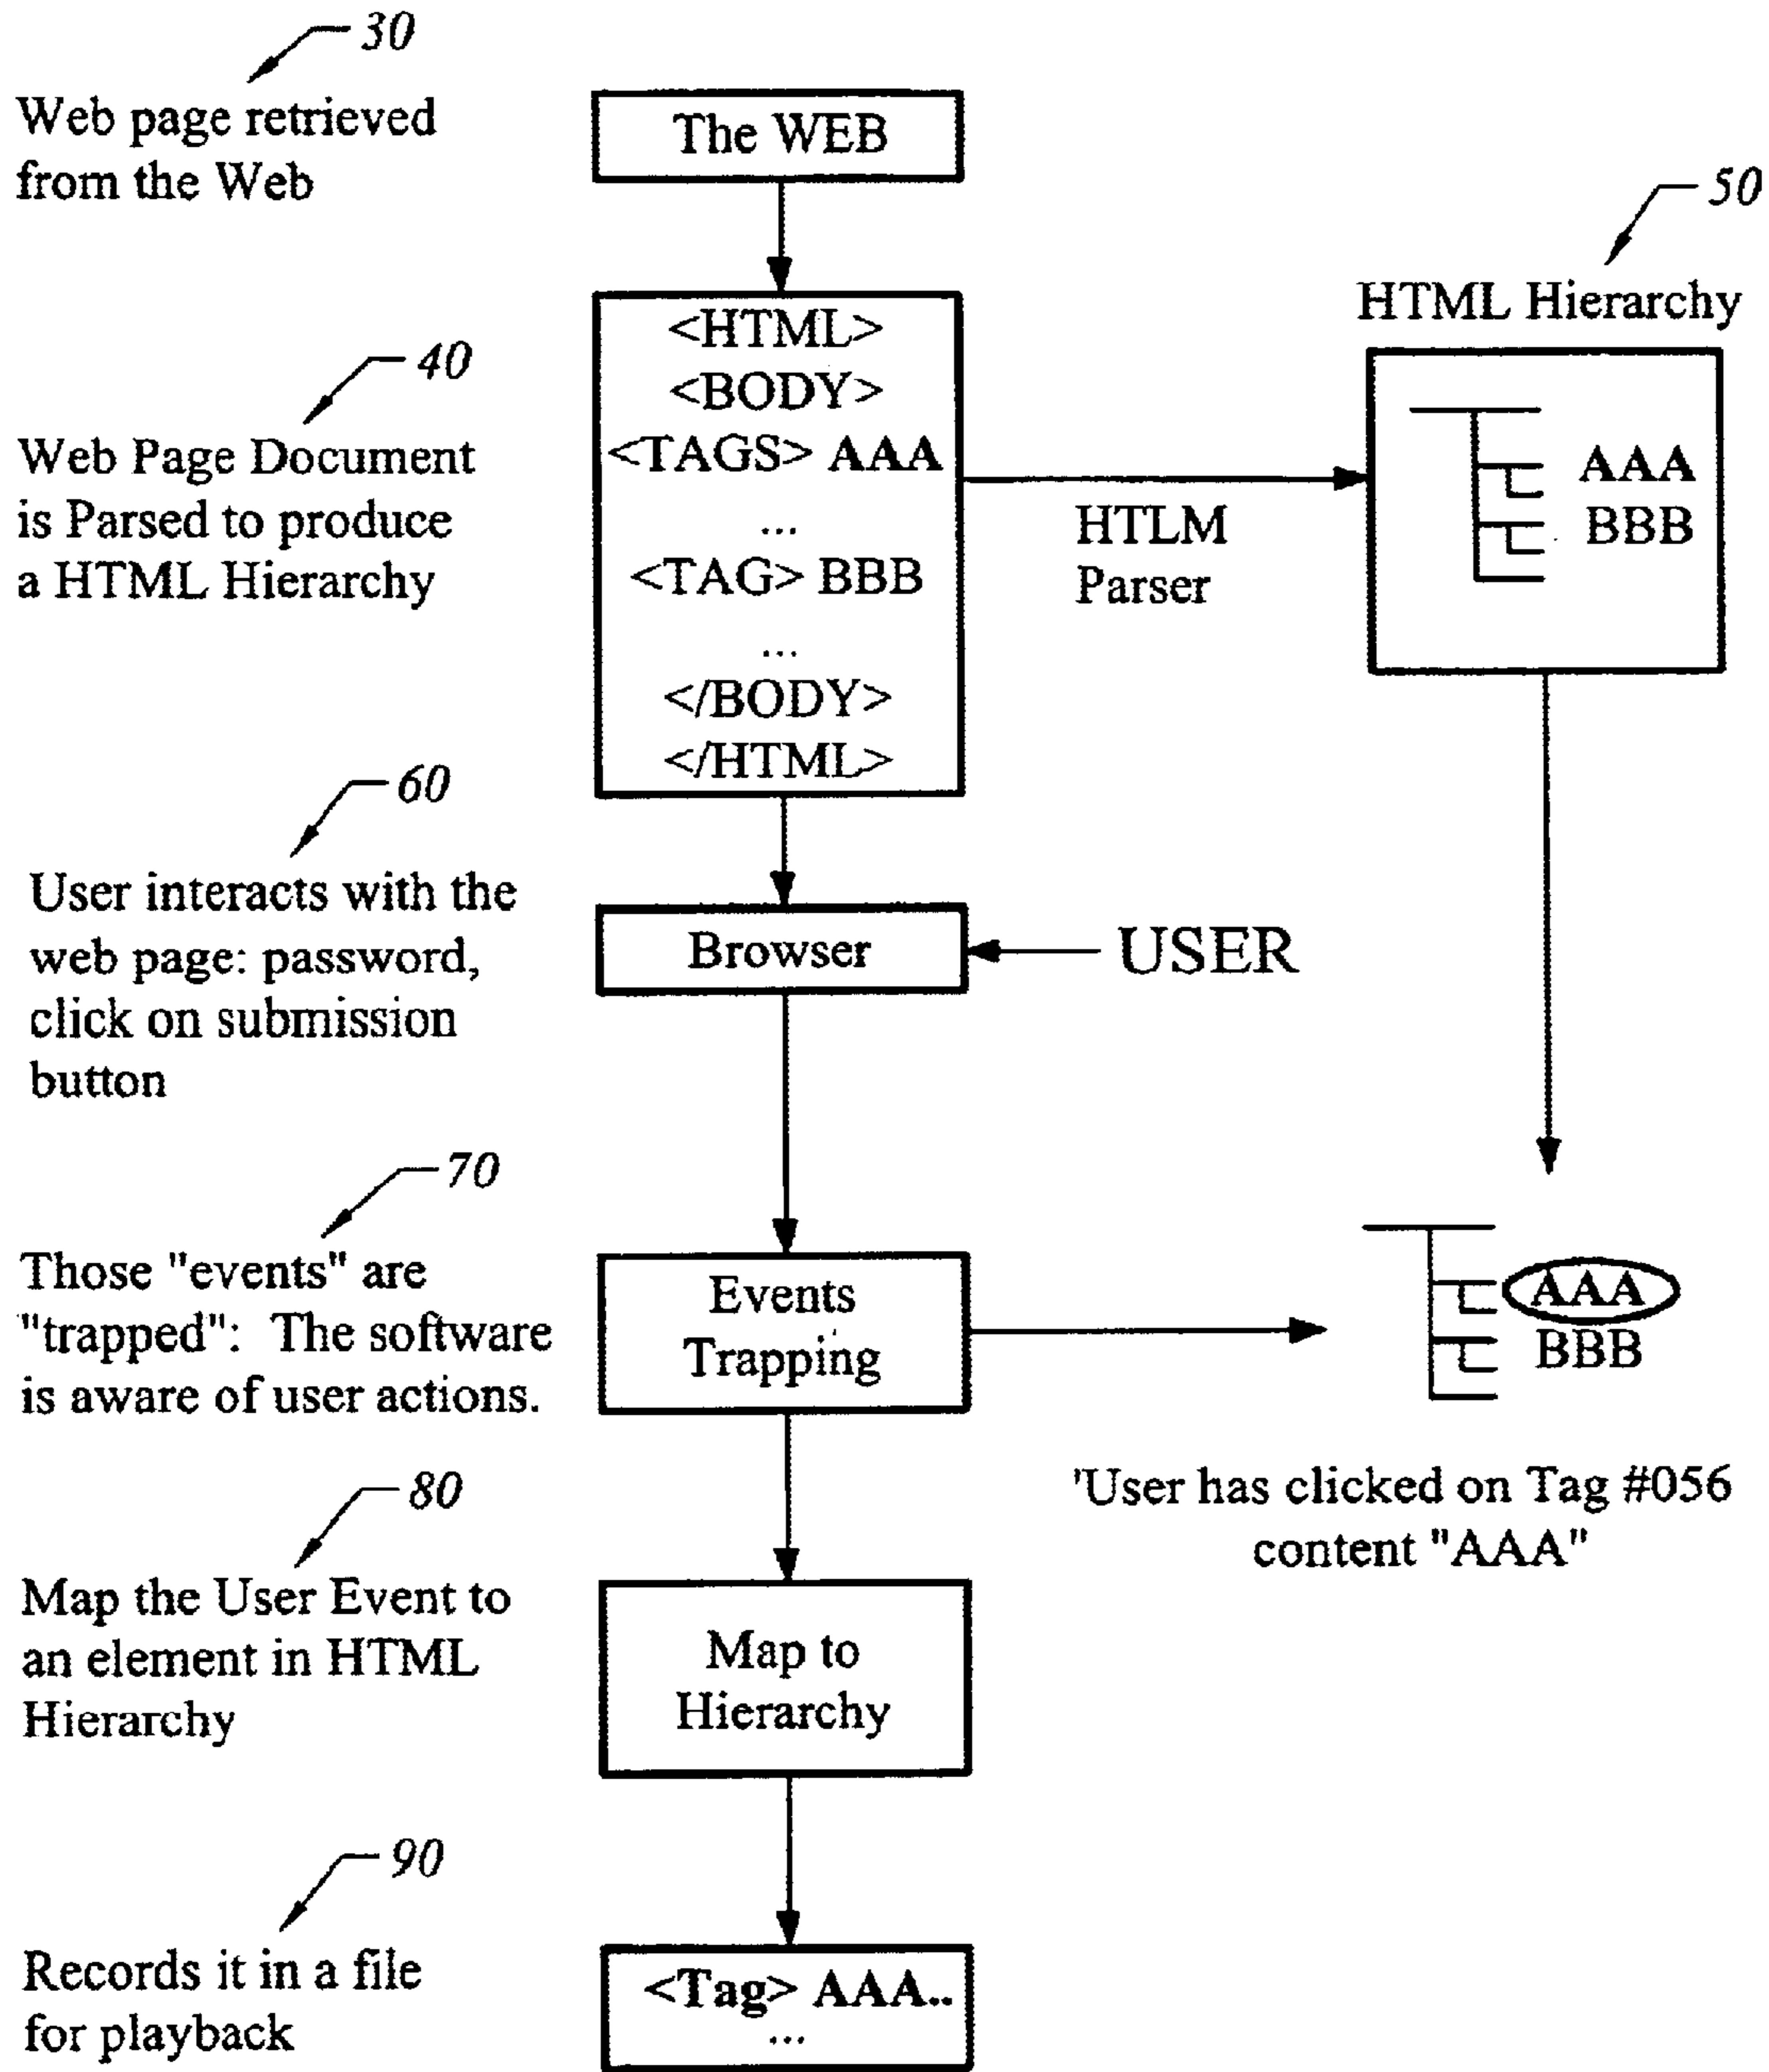 30
Web page retrieved
from the Web
The WEB
50
HTML Hierarchy
40
Web Page Document
is Parsed to produce
a HTML Hierarchy
<HTML>
<BODY>
<TAGS> AAA
...
<TAG> BBB
...
</BODY>
</HTML>
HTLM
Parser
AAA
BBB
60
User interacts with the
web page: password,
click on submission
button
Browser
USER
70
Those "events" are
"trapped": The software
is aware of user actions.
Events
Trapping
AAA
BBB
'User has clicked on Tag #056
content "AAA"
80
Map the User Event to
an element in HTML
Hierarchy
Map to
Hierarchy
90
Records it in a file
for playback
<Tag> AAA..
...